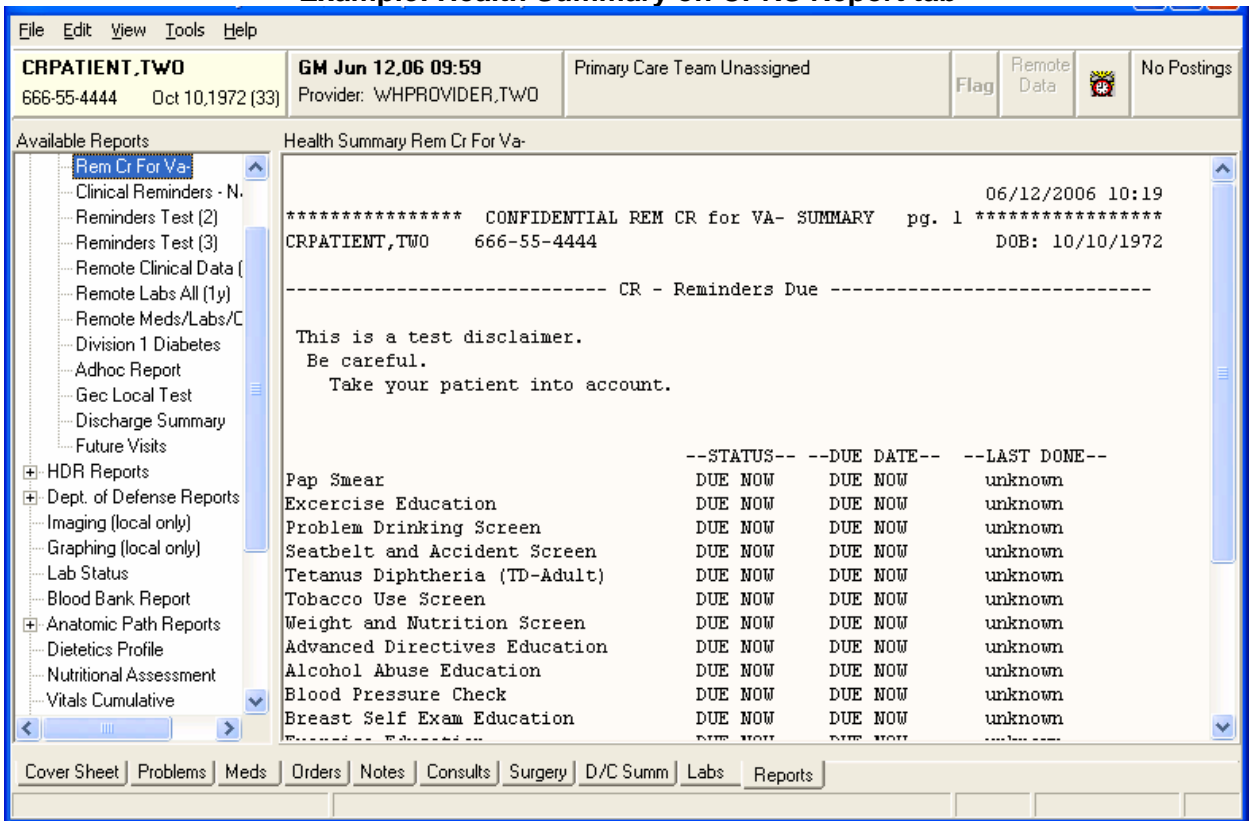 Example: Health Summary on CPRS Report tab
File Edit View Tools Help
CRPATIENT,TWO
666-55-4444 Oct 10,1972 (33)
GM Jun 12,06 09:59
Provider: WHPROVIDER,TWO
Primary Care Team Unassigned
Flag
Remote
Data
No Postings
Available Reports
Rem Cr For Va-
Clinical Reminders - N
Reminders Test (2)
Reminders Test (3)
Remote Clinical Data (
Remote Labs All (1y)
Remote Meds/Labs/C
Division 1 Diabetes
Adhoc Report
Gec Local Test
Discharge Summary
Future Visits
HDR Reports
Dept. of Defense Reports
Imaging (local only)
Graphing (local only)
Lab Status
Blood Bank Report
Anatomic Path Reports
Dietetics Profile
Nutritional Assessment
Vitals Cumulative
Health Summary Rem Cr For Va-
06/12/2006 10:19
**************** CONFIDENTIAL REM CR for VA- SUMMARY pg. 1 *****************
CRPATIENT,TWO 666-55-4444 DOB: 10/10/1972
---------------------------- CR - Reminders Due ----------------------------
This is a test disclaimer.
Be careful.
Take your patient into account.
--STATUS-- --DUE DATE-- --LAST DONE--
Pap Smear DUE NOW DUE NOW unknown
Excercise Education DUE NOW DUE NOW unknown
Problem Drinking Screen DUE NOW DUE NOW unknown
Seatbelt and Accident Screen DUE NOW DUE NOW unknown
Tetanus Diphtheria (TD-Adult) DUE NOW DUE NOW unknown
Tobacco Use Screen DUE NOW DUE NOW unknown
Weight and Nutrition Screen DUE NOW DUE NOW unknown
Advanced Directives Education DUE NOW DUE NOW unknown
Alcohol Abuse Education DUE NOW DUE NOW unknown
Blood Pressure Check DUE NOW DUE NOW unknown
Breast Self Exam Education DUE NOW DUE NOW unknown
Cover Sheet Problems Meds Orders Notes Consults Surgery D/C Summ Labs Reports